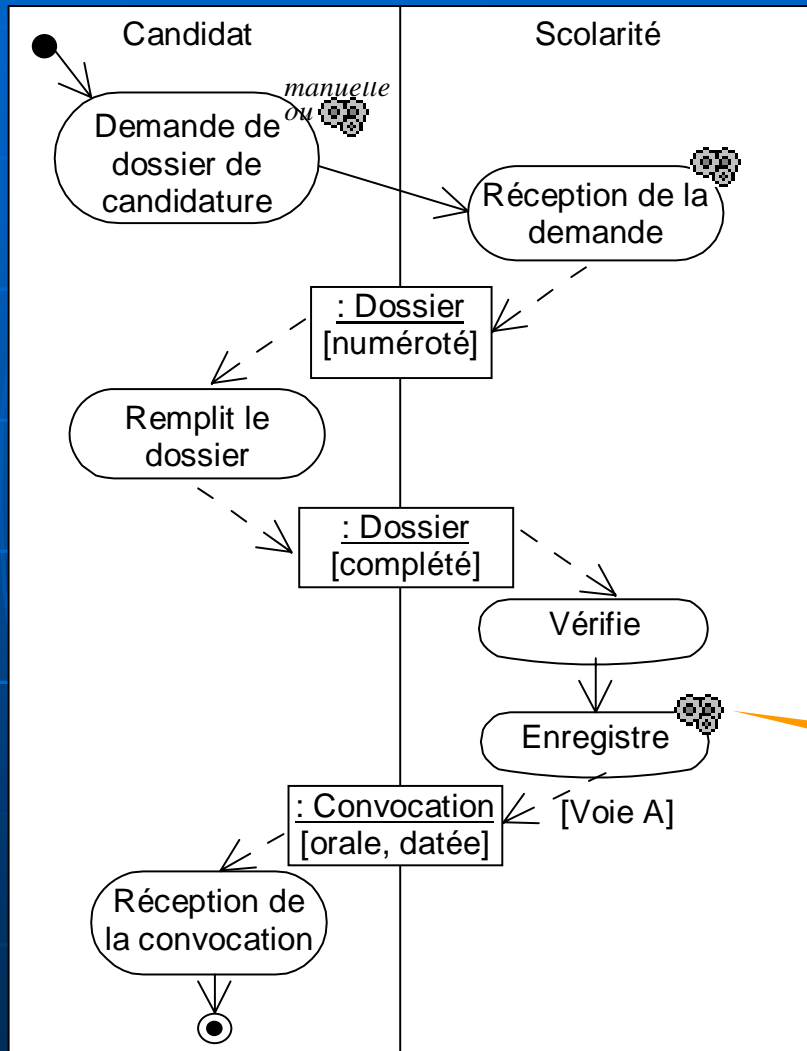 Candidat
Scolarité
manuelle
ou
Demande de
dossier de
candidature
Réception de la
demande
: Dossier
[numéroté]
Remplit le
dossier
: Dossier
[complété]
Vérifie
Enregistre
: Convocation
[orale, datée]
[Voie A]
Réception de
la convocation